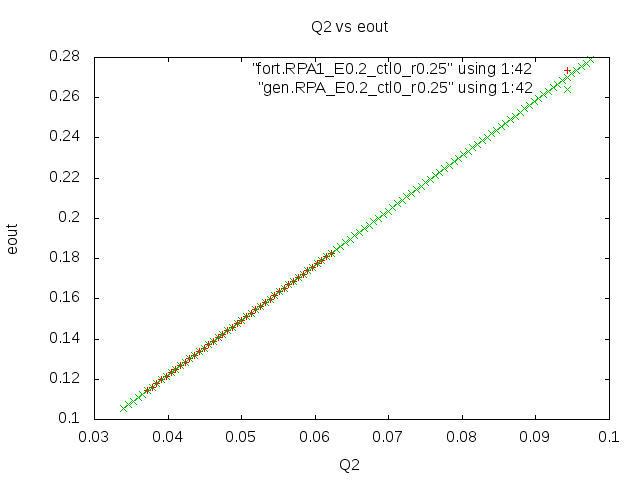 Q2 vs eout
"fort.RPA1_E0.2_ctl0_r0.25" using 1:42
"gen.RPA_E0.2_ctl0_r0.25" using 1:42
0.28
0.26
0.24
0.22
0.2
0.18
0.16
0.14
0.12
0.1
eout
0.03 0.04 0.05 0.06 0.07 0.08 0.09 0.1
Q2